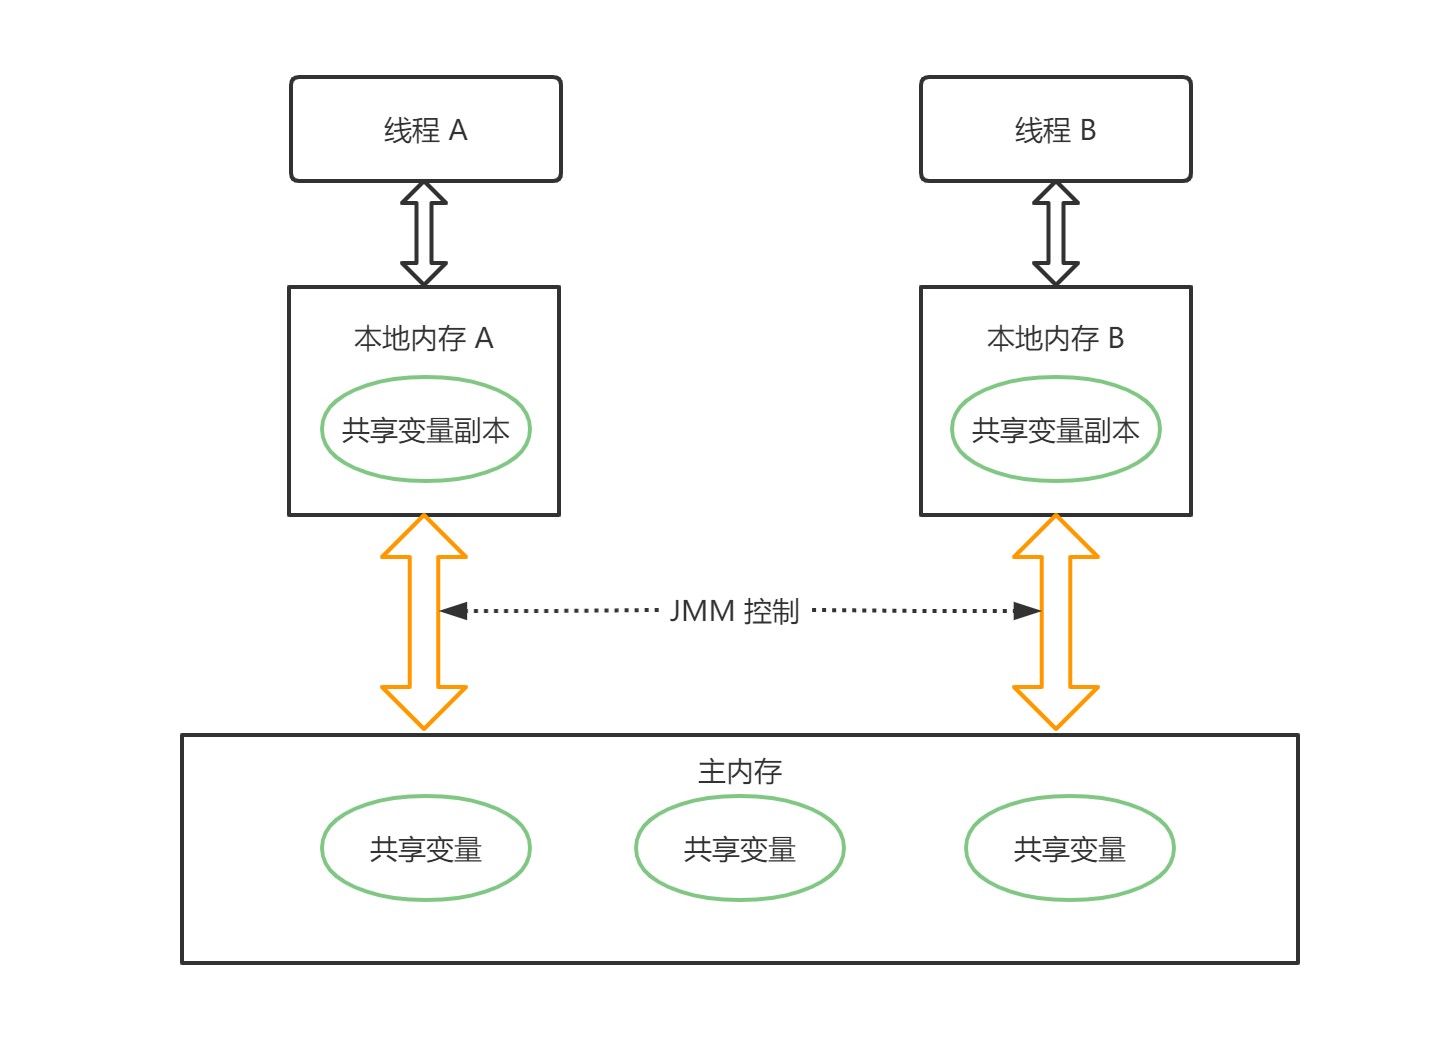 线程 A
线程 B
本地内存 A
本地内存 B
共享变量副本
共享变量副本
JMM 控制
主内存
共享变量
共享变量
共享变量